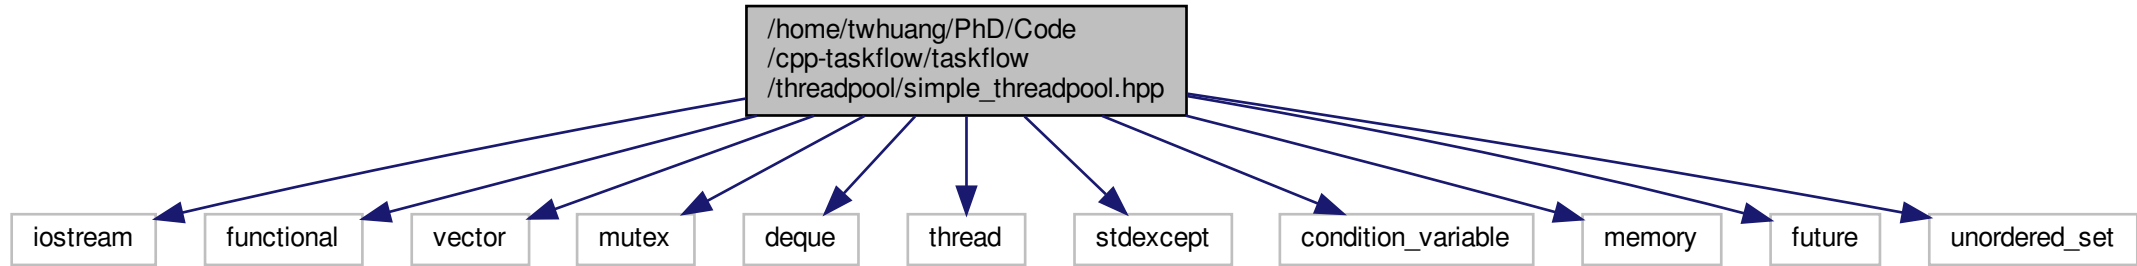 /home/twhuang/PhD/Code
/cpp-taskflow/taskflow
/threadpool/simple_threadpool.hpp
iostream
functional
vector
mutex
deque
thread
stdexcept
condition_variable
memory
future
unordered_set